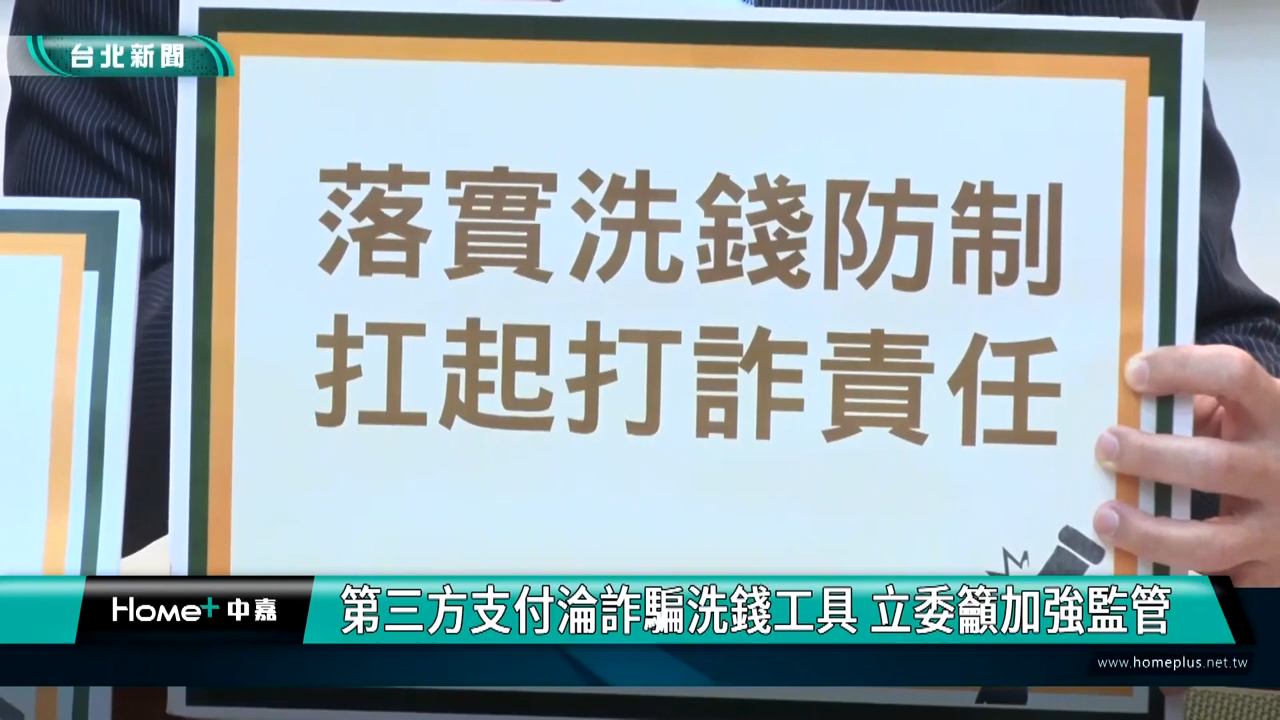 台北新聞
落實洗錢防制
扛起打詐責任
Home+ 中嘉
第三方支付淪詐騙洗錢工具 立委籲加強監管
www.homeplus.net.tw